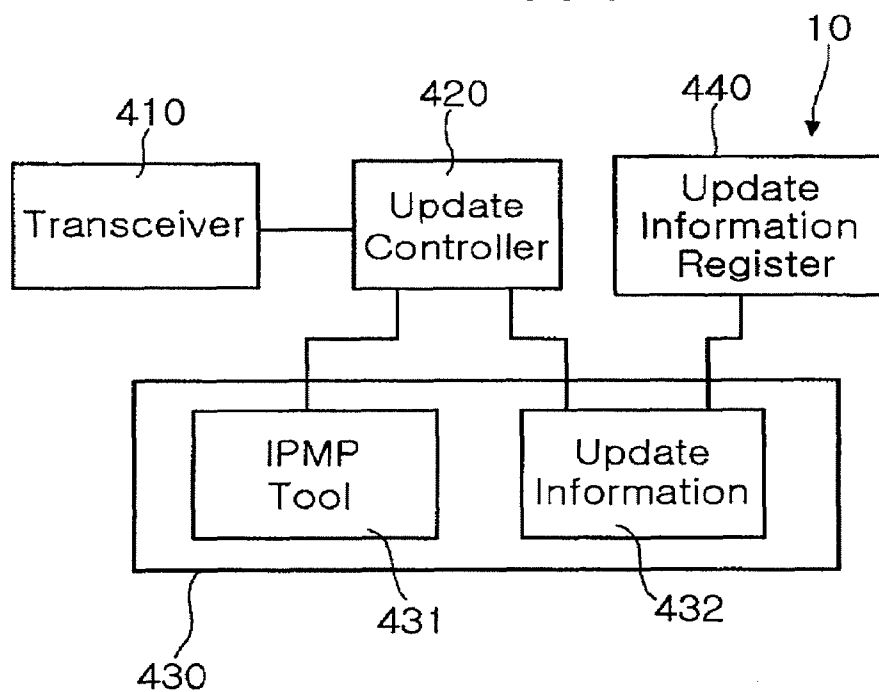 10
410
420
440
Transceiver
Update
Controller
Update
Information
Register
IPMP
Tool
Update
Information
431
432
430